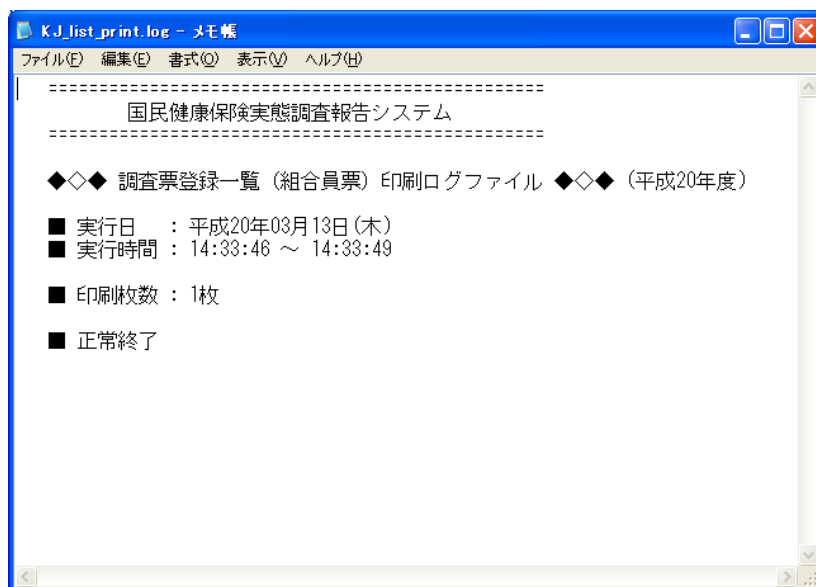 KJ_list_print.log - メモ帳
ファイル(F) 編集(E) 書式(O) 表示(V) ヘルプ(H)
==================================================
国民健康保険実態調査報告システム
==================================================
◆◇◆ 調査票登録一覧（組合員票）印刷ログファイル ◆◇◆（平成20年度）
■ 実行日 : 平成20年03月13日(木)
■ 実行時間 : 14:33:46 ～ 14:33:49
■ 印刷枚数 : 1枚
■ 正常終了